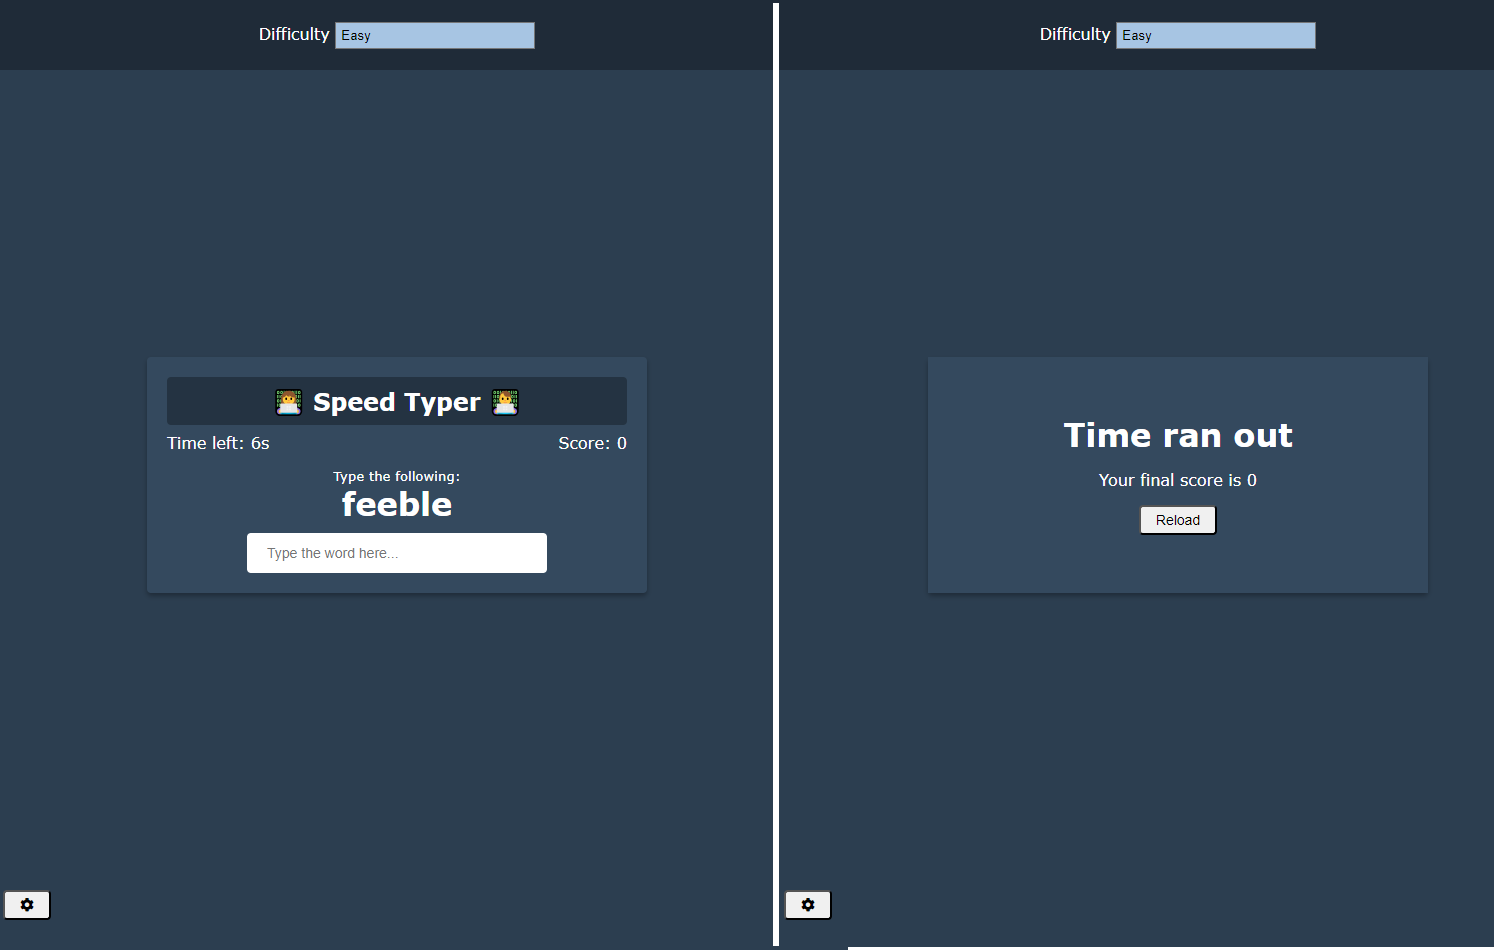 Difficulty Easy
Speed Typer
Time left: 6s Score: 0
Type the following:
feeble
Type the word here...
Difficulty Easy
Time ran out
Your final score is 0
Reload